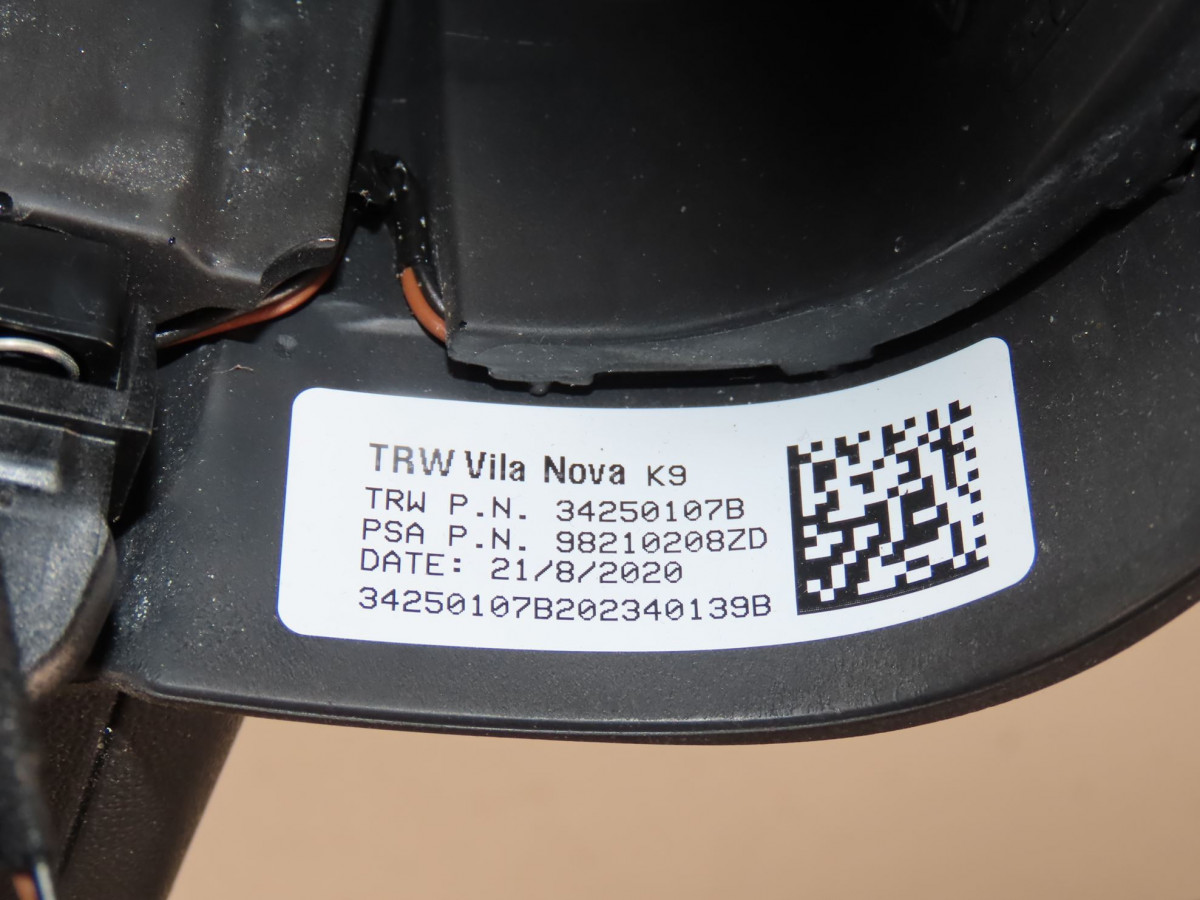 TRW Vila Nova K9
TRW P.N. 34250107B
PSA P.N. 98210208ZD
DATE: 21/8/2020
34250107B202340139B